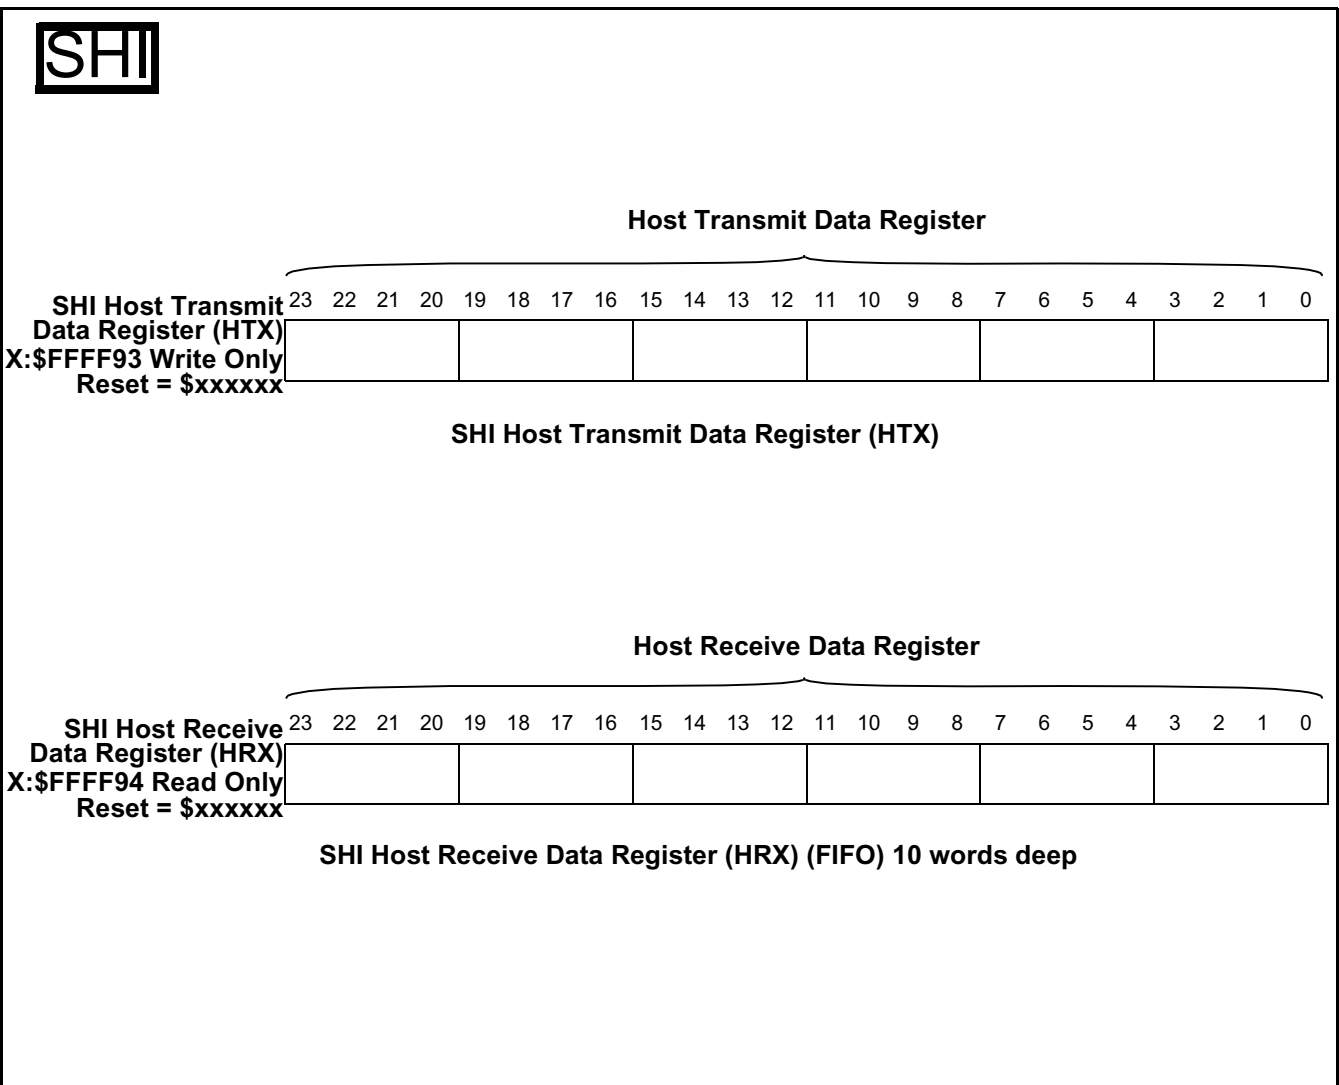 SHI
Host Transmit Data Register
23 22 21 20 19 18 17 16 15 14 13 12 11 10 9 8 7 6 5 4 3 2 1 0
SHI Host Transmit
Data Register (HTX)
X:$FFFF93 Write Only
Reset = $xxxxxx
SHI Host Transmit Data Register (HTX)
Host Receive Data Register
23 22 21 20 19 18 17 16 15 14 13 12 11 10 9 8 7 6 5 4 3 2 1 0
SHI Host Receive
Data Register (HRX)
X:$FFFF94 Read Only
Reset = $xxxxxx
SHI Host Receive Data Register (HRX) (FIFO) 10 words deep